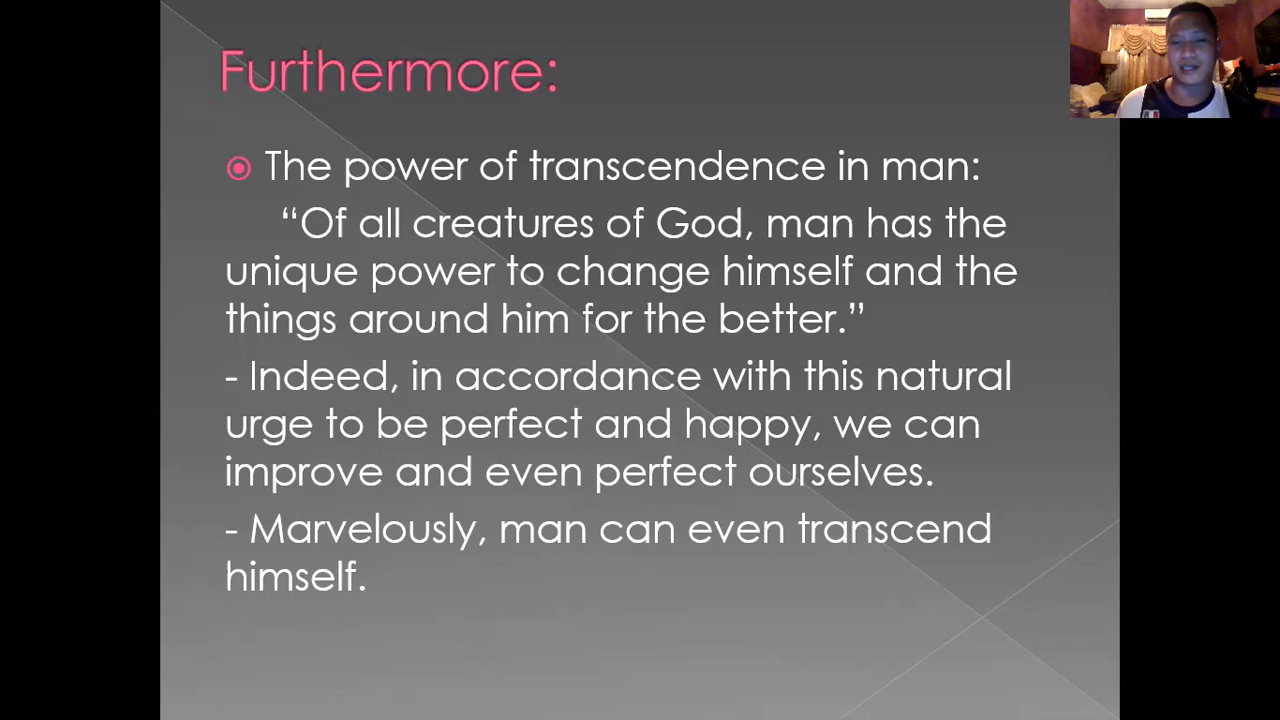 Furthermore:
The power of transcendence in man:
“Of all creatures of God, man has the
unique power to change himself and the
things around him for the better.”
- Indeed, in accordance with this natural
urge to be perfect and happy, we can
improve and even perfect ourselves.
- Marvelously, man can even transcend
himself.